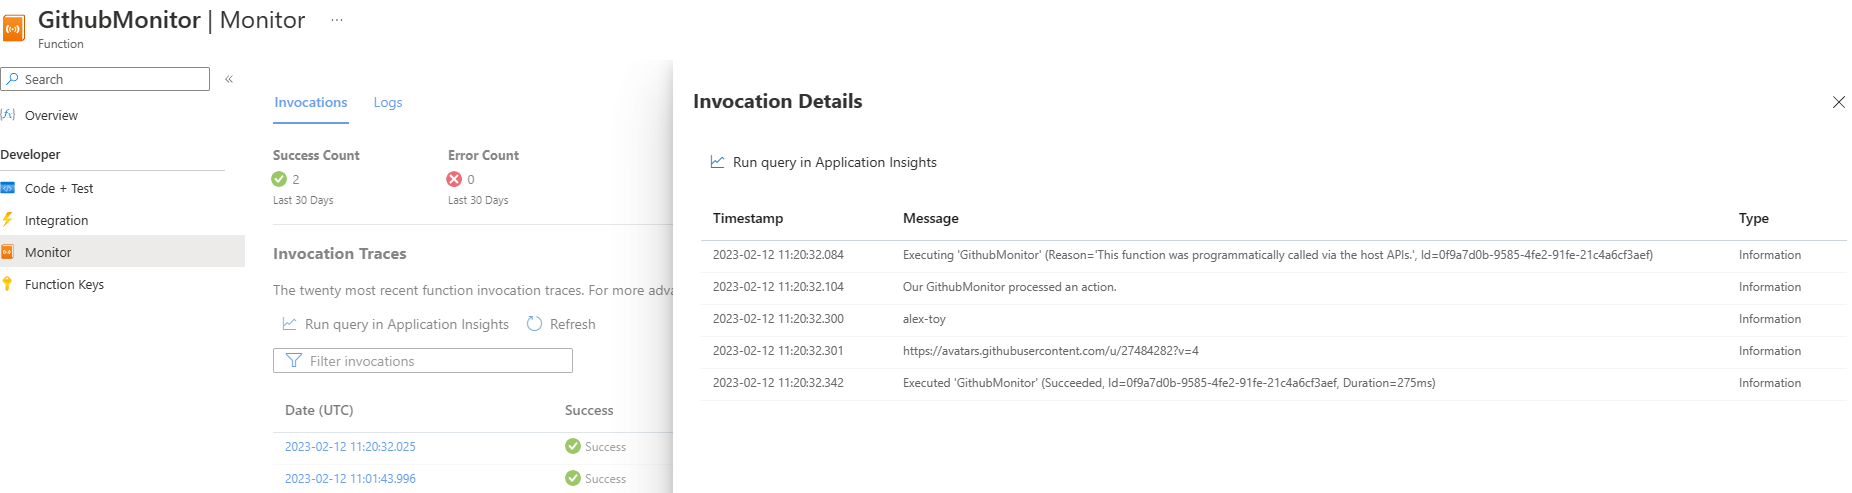 GithubMonitor | Monitor ...
Function
Search «
Overview
Developer
Code + Test
Integration
Monitor
Function Keys
Invocations Logs
Success Count Error Count
2 0
Last 30 Days Last 30 Days
Invocation Traces
The twenty most recent function invocation traces. For more adva
Run query in Application Insights Refresh
Filter invocations
Date (UTC) Success
2023-02-12 11:20:32.025 Success
2023-02-12 11:01:43.996 Success
Invocation Details
Run query in Application Insights
Timestamp Message Type
2023-02-12 11:20:32.084 Executing 'GithubMonitor' (Reason='This function was programmatically called via the host APIs.', Id=0f9a7d0b-9585-4fe2-91fe-21c4a6cf3aef) Information
2023-02-12 11:20:32.104 Our GithubMonitor processed an action. Information
2023-02-12 11:20:32.300 alex-toy Information
2023-02-12 11:20:32.301 https://avatars.githubusercontent.com/u/27484282?v=4 Information
2023-02-12 11:20:32.342 Executed 'GithubMonitor' (Succeeded, Id=0f9a7d0b-9585-4fe2-91fe-21c4a6cf3aef, Duration=275ms) Information